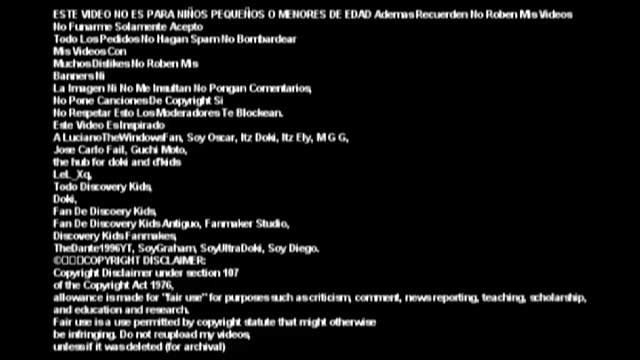 ESTE VIDEO NO ES PARA NIÑOS PEQUEÑOS O MENORES DE EDAD Ademas Recuerden No Roben Mis Videos
No Funarme Solamente Acepto
Todo Los Pedidos No Hagan Spam No Bombardear
Mis Videos Con
Muchos Dislikes No Roben Mis
Banners Ni
La Imagen Ni No Me Insultan No Pongan Comentarios,
No Pone Canciones De Copyright Si
No Respetar Esto Los Moderadores Te Blockean.
Este Video Es Inspirado
A LucianoTheWindowsFan, Soy Oscar, Itz Doki, Itz Ely, M G G,
Jose Carlo Fail, Guchi Moto,
the hub for doki and d'kids
LeL_Xq,
Todo Discovery Kids,
Doki,
Fan De Discoery Kids,
Fan De Discovery Kids Antiguo, Fanmaker Studio,
Discovery Kids Fanmakes,
TheDante1996YT, SoyGraham, SoyUltraDoki, Soy Diego.
©▯▯▯COPYRIGHT DISCLAIMER:
Copyright Disclaimer under section 107
of the Copyright Act 1976,
allowance is made for "fair use" for purposes such as criticism, comment, news reporting, teaching, scholarship,
and education and research.
Fair use is a use permitted by copyright statute that might otherwise
be infringing. Do not reupload my videos,
unless if it was deleted (for archival)